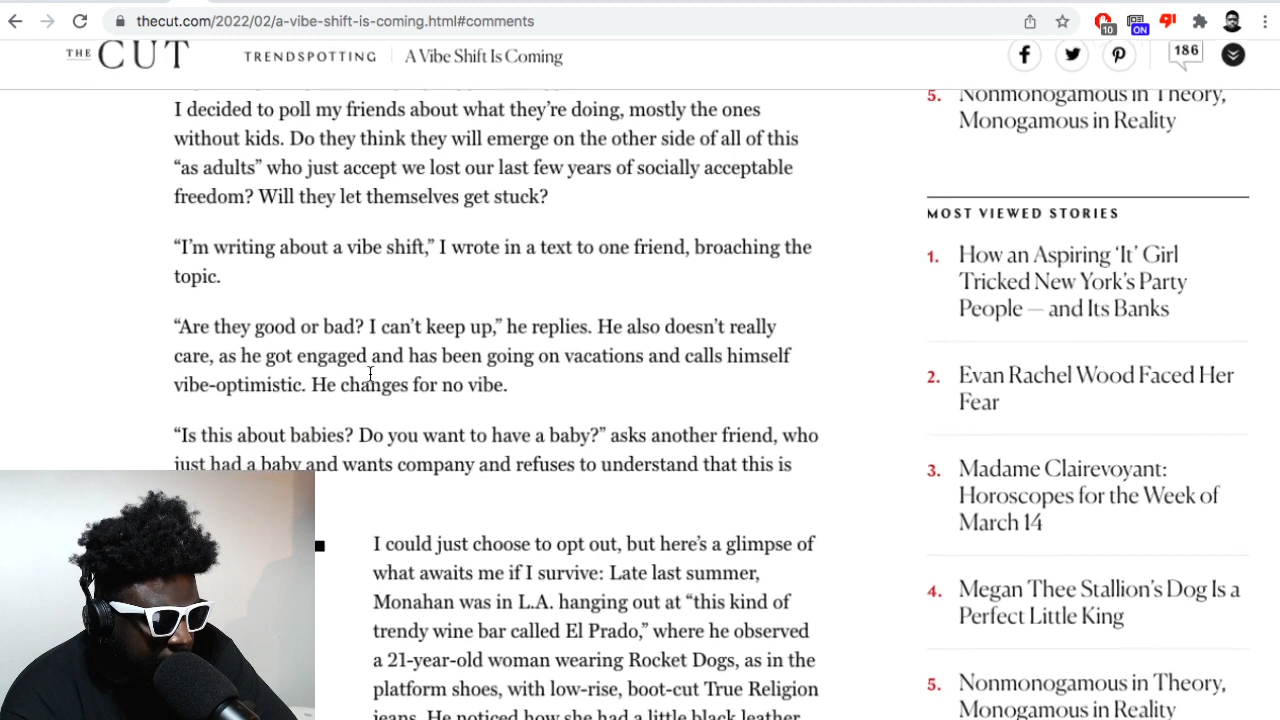 thecut.com/2022/02/a-vibe-shift-is-coming.html#comments
10
ON
THE CUT
TRENDSPOTTING
A Vibe Shift Is Coming
186
I decided to poll my friends about what they’re doing, mostly the ones
without kids. Do they think they will emerge on the other side of all of this
“as adults” who just accept we lost our last few years of socially acceptable
freedom? Will they let themselves get stuck?
“I’m writing about a vibe shift,” I wrote in a text to one friend, broaching the
topic.
“Are they good or bad? I can’t keep up,” he replies. He also doesn’t really
care, as he got engaged and has been going on vacations and calls himself
vibe-optimistic. He changes for no vibe.
“Is this about babies? Do you want to have a baby?” asks another friend, who
just had a baby and wants company and refuses to understand that this is
I could just choose to opt out, but here’s a glimpse of
what awaits me if I survive: Late last summer,
Monahan was in L.A. hanging out at “this kind of
trendy wine bar called El Prado,” where he observed
a 21-year-old woman wearing Rocket Dogs, as in the
platform shoes, with low-rise, boot-cut True Religion
jeans. He noticed how she had a little black leather
5. Nonmonogamous in Theory,
Monogamous in Reality
MOST VIEWED STORIES
1. How an Aspiring ‘It’ Girl
Tricked New York’s Party
People — and Its Banks
2. Evan Rachel Wood Faced Her
Fear
3. Madame Clairevoyant:
Horoscopes for the Week of
March 14
4. Megan Thee Stallion’s Dog Is a
Perfect Little King
5. Nonmonogamous in Theory,
Monogamous in Reality